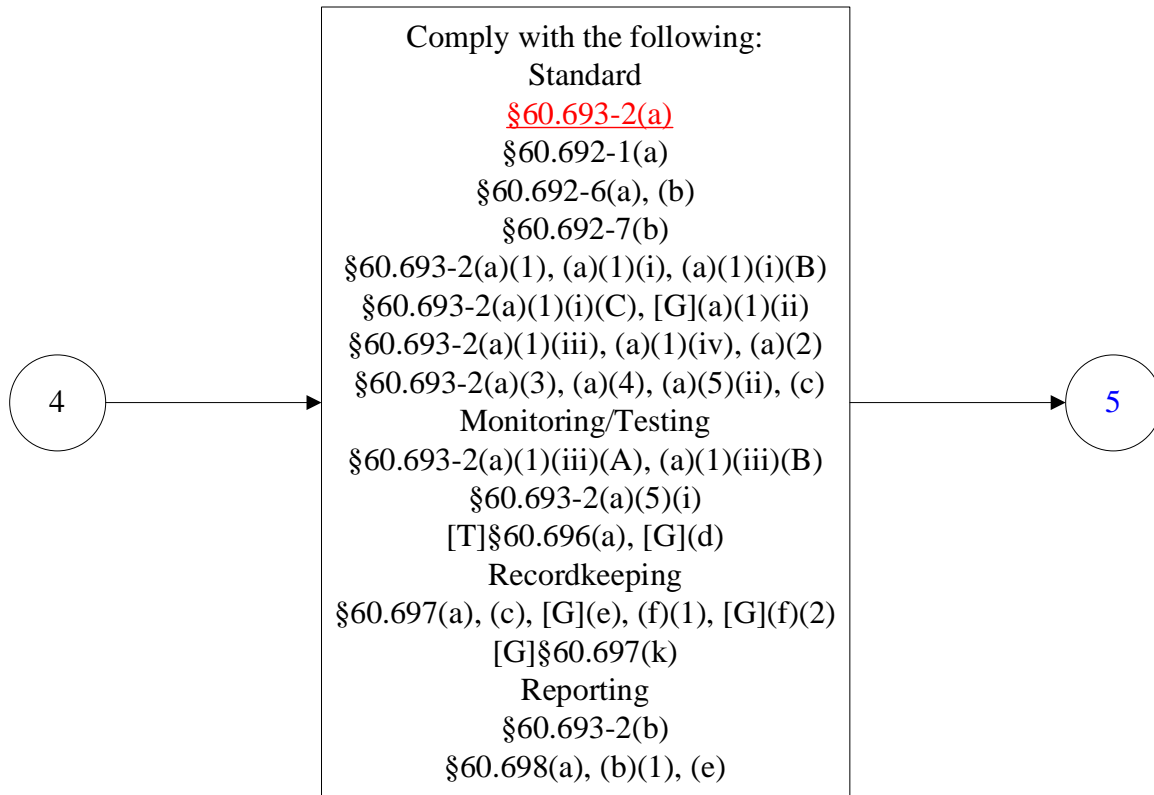 Comply with the following:
Standard
§60.693-2(a)
§60.692-1(a)
§60.692-6(a), (b)
§60.692-7(b)
§60.693-2(a)(1), (a)(1)(i), (a)(1)(i)(B)
§60.693-2(a)(1)(i)(C), [G](a)(1)(ii)
§60.693-2(a)(1)(iii), (a)(1)(iv), (a)(2)
§60.693-2(a)(3), (a)(4), (a)(5)(ii), (c)
4
5
Monitoring/Testing
§60.693-2(a)(1)(iii)(A), (a)(1)(iii)(B)
§60.693-2(a)(5)(i)
[T]§60.696(a), [G](d)
Recordkeeping
§60.697(a), (c), [G](e), (f)(1), [G](f)(2)
[G]§60.697(k)
Reporting
§60.693-2(b)
§60.698(a), (b)(1), (e)